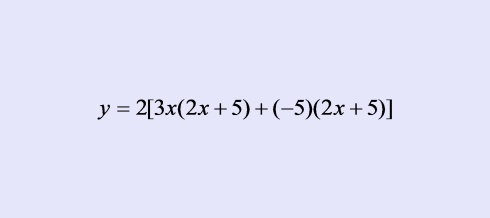 y = 2[3x(2x + 5) + (−5)(2x + 5)]